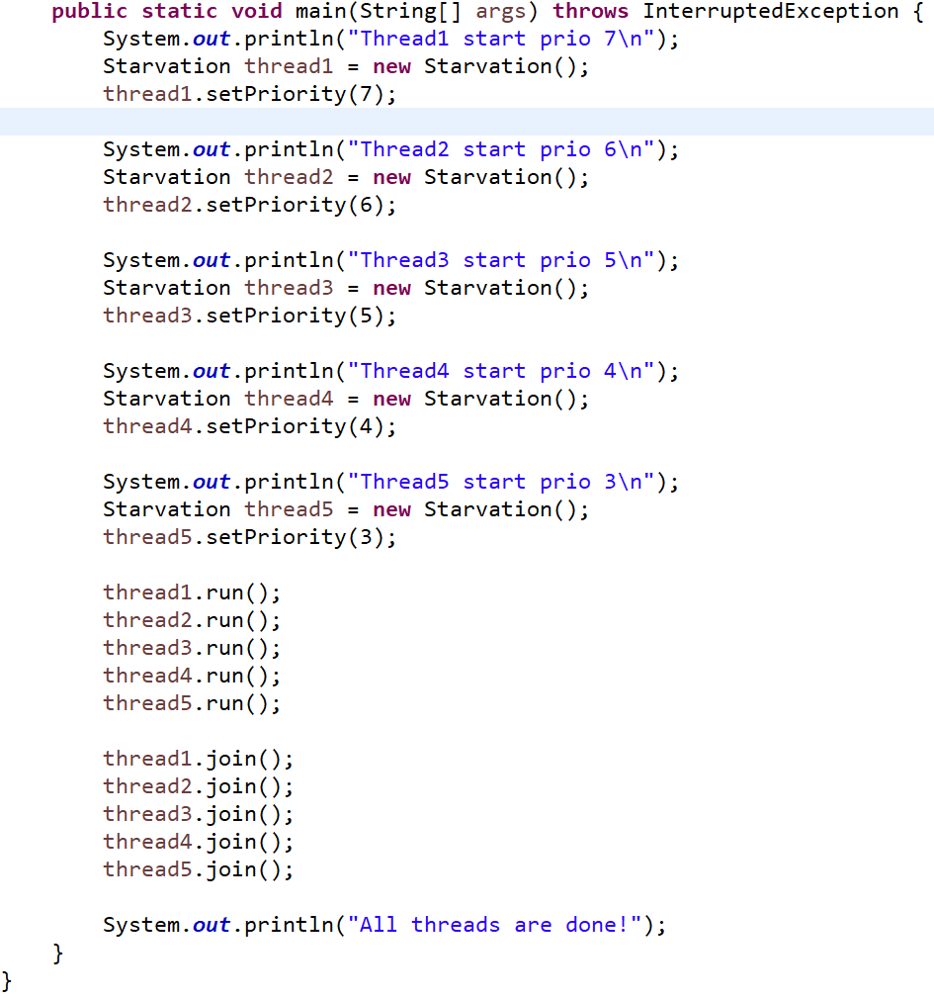 public static void main(String[] args) throws InterruptedException {
System.out.println("Thread1 start prio 7\n");
Starvation thread1 = new Starvation();
thread1.setPriority(7);
System.out.println("Thread2 start prio 6\n");
Starvation thread2 = new Starvation();
thread2.setPriority(6);
System.out.println("Thread3 start prio 5\n");
Starvation thread3 = new Starvation();
thread3.setPriority(5);
System.out.println("Thread4 start prio 4\n");
Starvation thread4 = new Starvation();
thread4.setPriority(4);
System.out.println("Thread5 start prio 3\n");
Starvation thread5 = new Starvation();
thread5.setPriority(3);
thread1.run();
thread2.run();
thread3.run();
thread4.run();
thread5.run();
thread1.join();
thread2.join();
thread3.join();
thread4.join();
thread5.join();
System.out.println("All threads are done!");
}
}